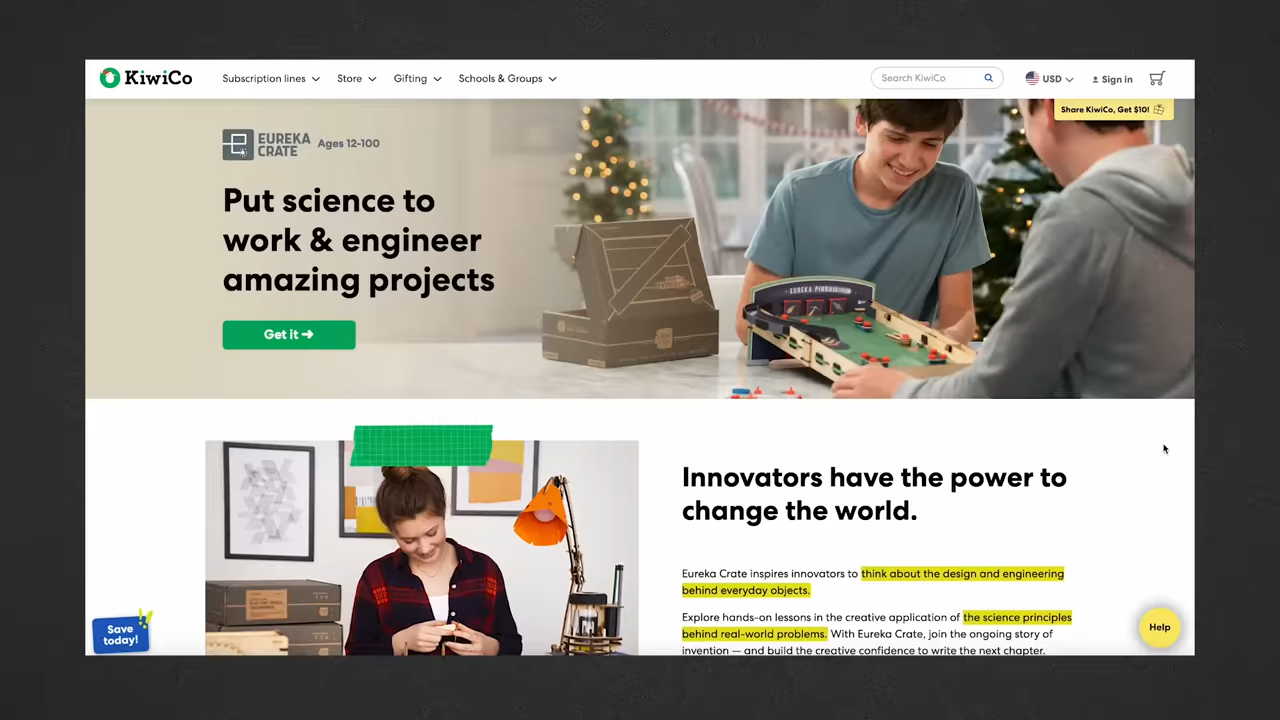 KiwiCo
Subscription lines
Store
Gifting
Schools & Groups
Search KiwiCo
USD
Sign in
Share KiwiCo, Get $10!
EUREKA
CRATE
Ages 12-100
Put science to
work & engineer
amazing projects
Get it
EUREKA PINBALL
Innovators have the power to
change the world.
Eureka Crate inspires innovators to think about the design and engineering
behind everyday objects.
Explore hands-on lessons in the creative application of the science principles
behind real-world problems. With Eureka Crate, join the ongoing story of
invention — and build the creative confidence to write the next chapter.
Save
today!
Help